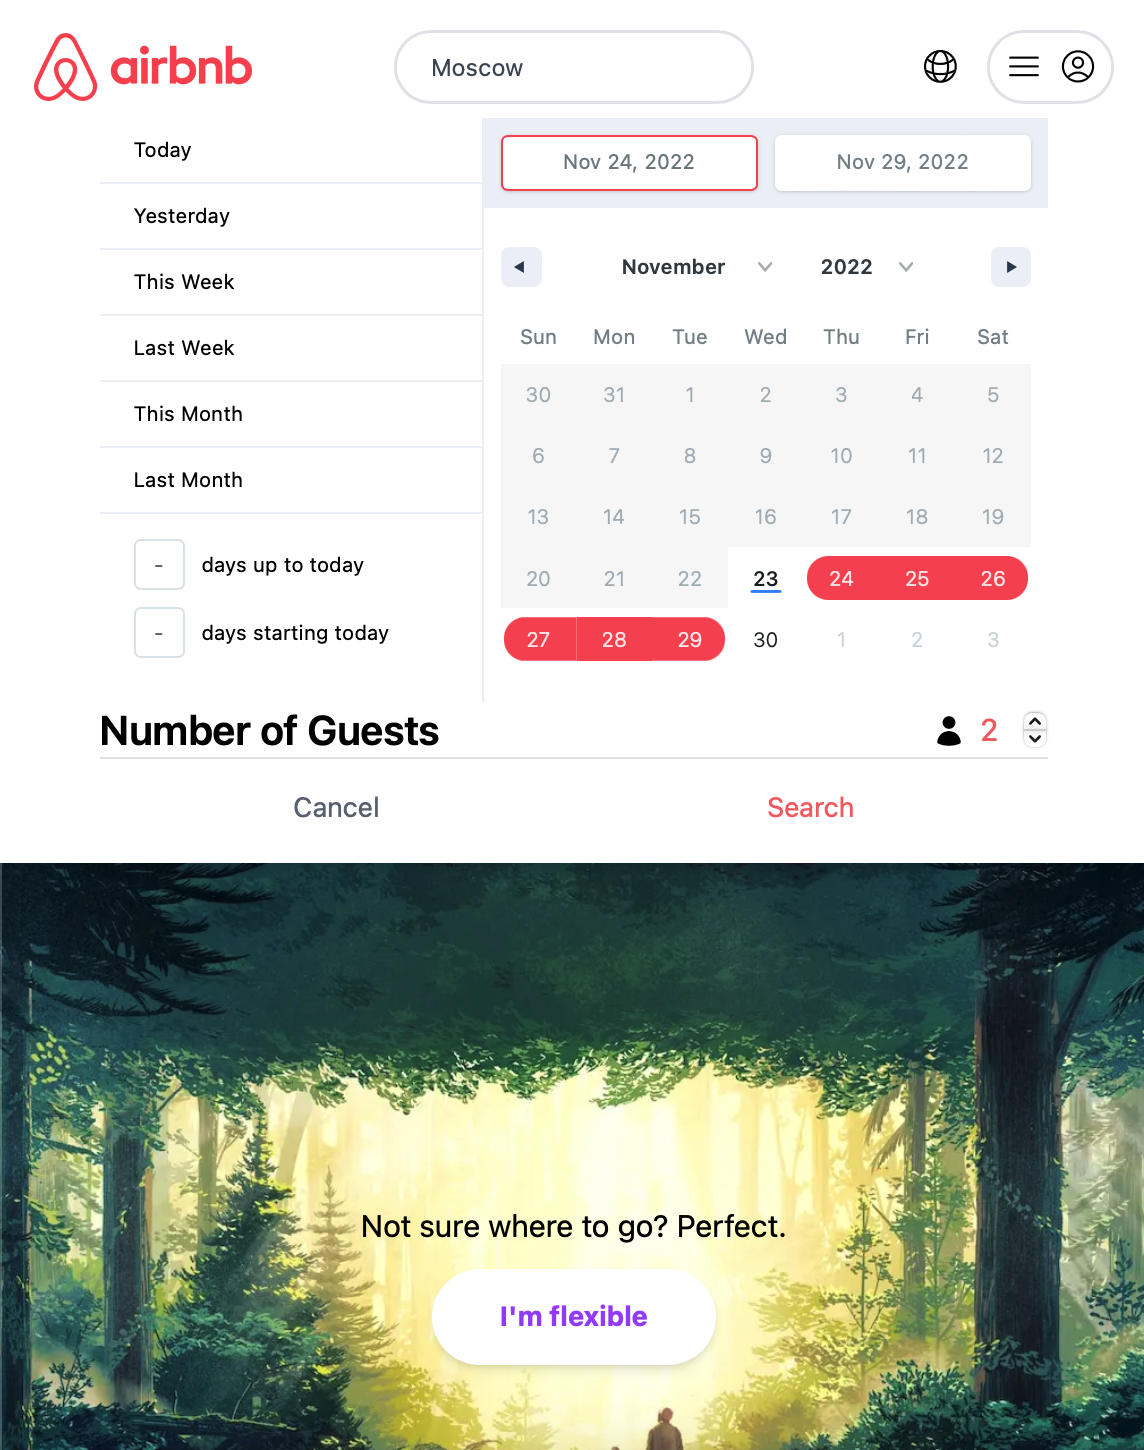 airbnb
Moscow
Today
Yesterday
This Week
Last Week
This Month
Last Month
- days up to today
- days starting today
Nov 24, 2022 Nov 29, 2022
November 2022
Sun Mon Tue Wed Thu Fri Sat
30 31 1 2 3 4 5
6 7 8 9 10 11 12
13 14 15 16 17 18 19
20 21 22 23 24 25 26
27 28 29 30 1 2 3
Number of Guests 2
Cancel Search
Not sure where to go? Perfect.
I'm flexible